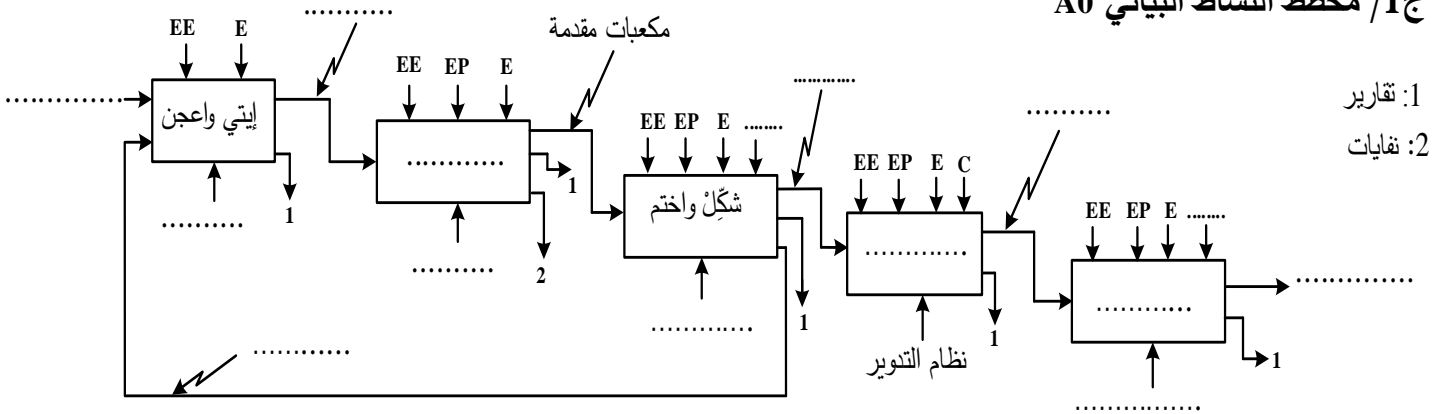 ج1/ مخطط النشاط البياني A0
1: تقارير
2: نفايات
...........
EE E
...............
إيتي واعجن
1
..........
مكعبات مقدمة
EE EP E
............
1
2
..........
.............
EE EP E ........
شكِّلْ واختم
1
.............
............
..........
EE EP E C
.............
1
نظام التدوير
EE EP E ........
............
..............
1
................